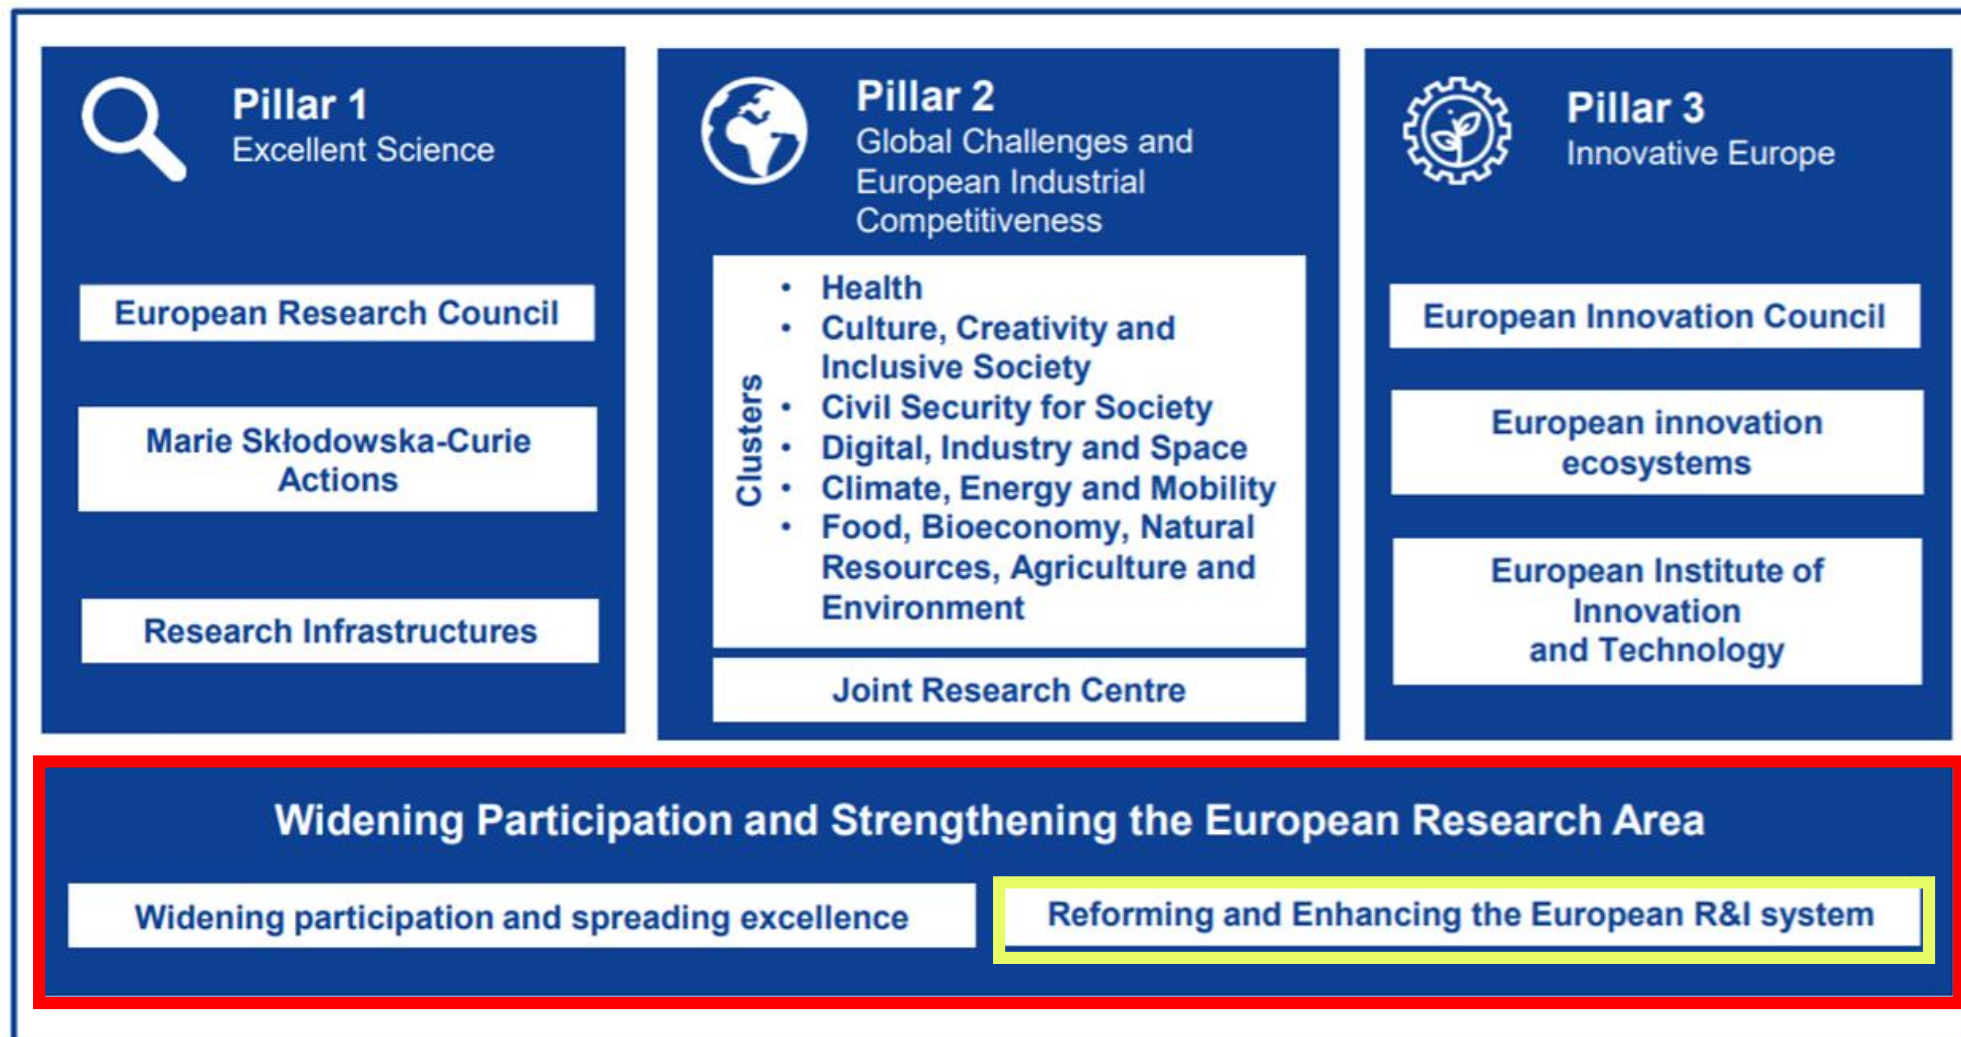 Pillar 1
Excellent Science
European Research Council
Marie Skłodowska-Curie
Actions
Research Infrastructures
Pillar 2
Global Challenges and
European Industrial
Competitiveness
Clusters
• Health
• Culture, Creativity and
Inclusive Society
• Civil Security for Society
• Digital, Industry and Space
• Climate, Energy and Mobility
• Food, Bioeconomy, Natural
Resources, Agriculture and
Environment
Joint Research Centre
Pillar 3
Innovative Europe
European Innovation Council
European innovation
ecosystems
European Institute of
Innovation
and Technology
Widening Participation and Strengthening the European Research Area
Widening participation and spreading excellence
Reforming and Enhancing the European R&I system